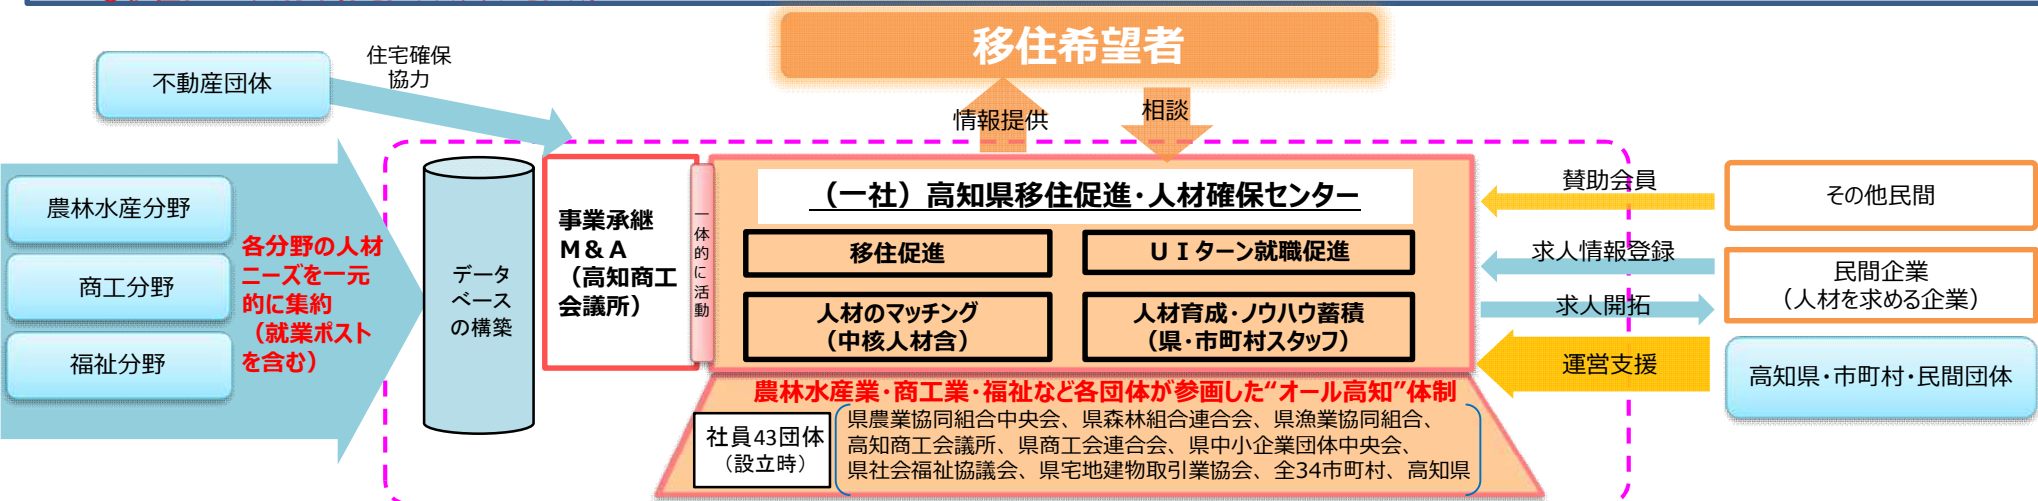 移住希望者
住宅確保
協力
不動産団体
情報提供
相談
農林水産分野
商工分野
福祉分野
各分野の人材
ニーズを一元
的に集約
（就業ポスト
を含む）
データ
ベース
の構築
事業承継
M＆A
（高知商工
会議所）
一体的に活動
（一社）高知県移住促進・人材確保センター
移住促進
UIターン就職促進
人材のマッチング
（中核人材含）
人材育成・ノウハウ蓄積
（県・市町村スタッフ）
賛助会員
その他民間
求人情報登録
民間企業
（人材を求める企業）
求人開拓
運営支援
高知県・市町村・民間団体
農林水産業・商工業・福祉など各団体が参画した“オール高知”体制
社員43団体
（設立時）
県農業協同組合中央会、県森林組合連合会、県漁業協同組合、
高知商工会議所、県商工会連合会、県中小企業団体中央会、
県社会福祉協議会、県宅地建物取引業協会、全34市町村、高知県